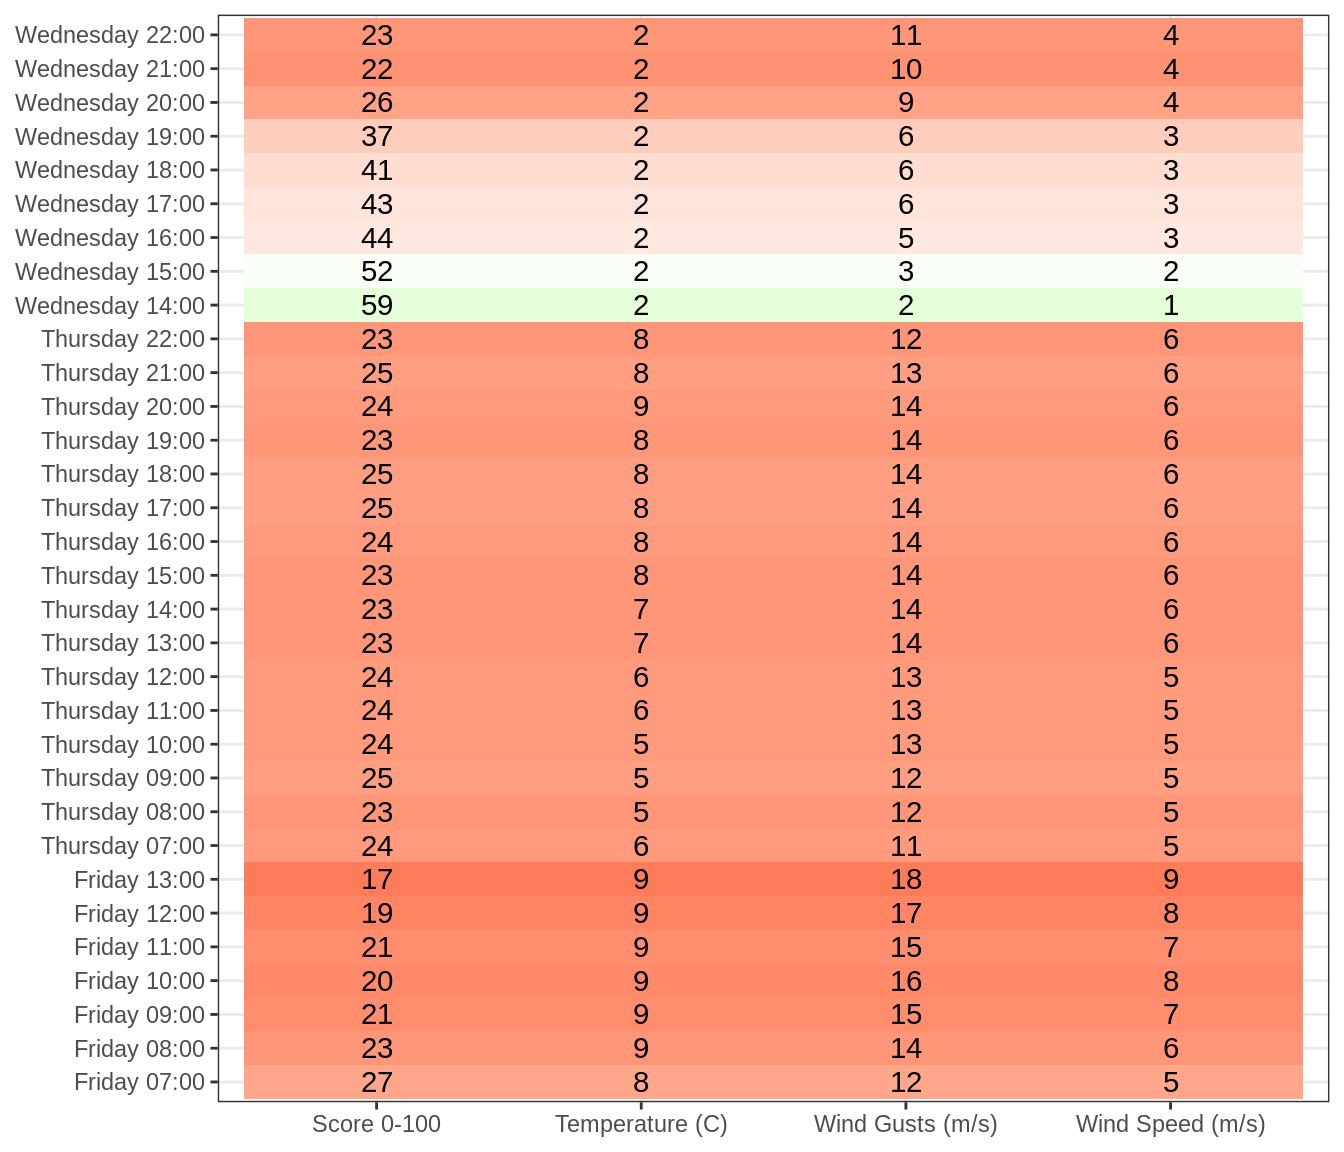 Wednesday 22:00 23 2 11 4
Wednesday 21:00 22 2 10 4
Wednesday 20:00 26 2 9 4
Wednesday 19:00 37 2 6 3
Wednesday 18:00 41 2 6 3
Wednesday 17:00 43 2 6 3
Wednesday 16:00 44 2 5 3
Wednesday 15:00 52 2 3 2
Wednesday 14:00 59 2 2 1
Thursday 22:00 23 8 12 6
Thursday 21:00 25 8 13 6
Thursday 20:00 24 9 14 6
Thursday 19:00 23 8 14 6
Thursday 18:00 25 8 14 6
Thursday 17:00 25 8 14 6
Thursday 16:00 24 8 14 6
Thursday 15:00 23 8 14 6
Thursday 14:00 23 7 14 6
Thursday 13:00 23 7 14 6
Thursday 12:00 24 6 13 5
Thursday 11:00 24 6 13 5
Thursday 10:00 24 5 13 5
Thursday 09:00 25 5 12 5
Thursday 08:00 23 5 12 5
Thursday 07:00 24 6 11 5
Friday 13:00 17 9 18 9
Friday 12:00 19 9 17 8
Friday 11:00 21 9 15 7
Friday 10:00 20 9 16 8
Friday 09:00 21 9 15 7
Friday 08:00 23 9 14 6
Friday 07:00 27 8 12 5
Score 0-100 Temperature (C) Wind Gusts (m/s) Wind Speed (m/s)